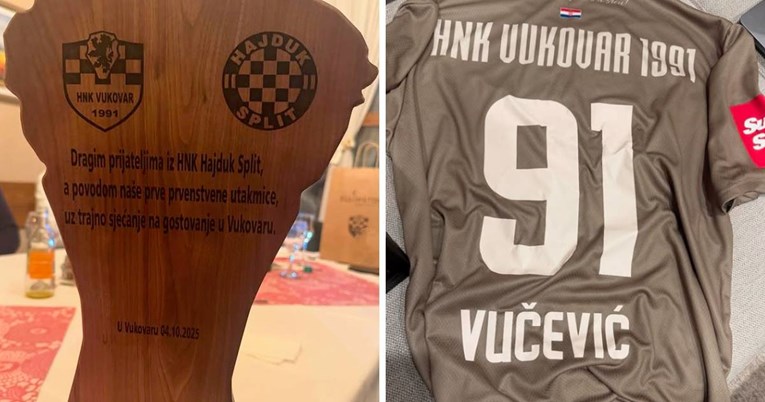 HNK VUKOVAR
1991
HAJDUK
SPLIT
Dragim prijateljima iz HNK Hajduk Split,
a povodom naše prve prvenstvene utakmice,
uz trajno sjećanje na gostovanje u Vukovaru.
U Vukovaru 04.10.2025
HNK VUKOVAR 1991
91
VUČEVIĆ